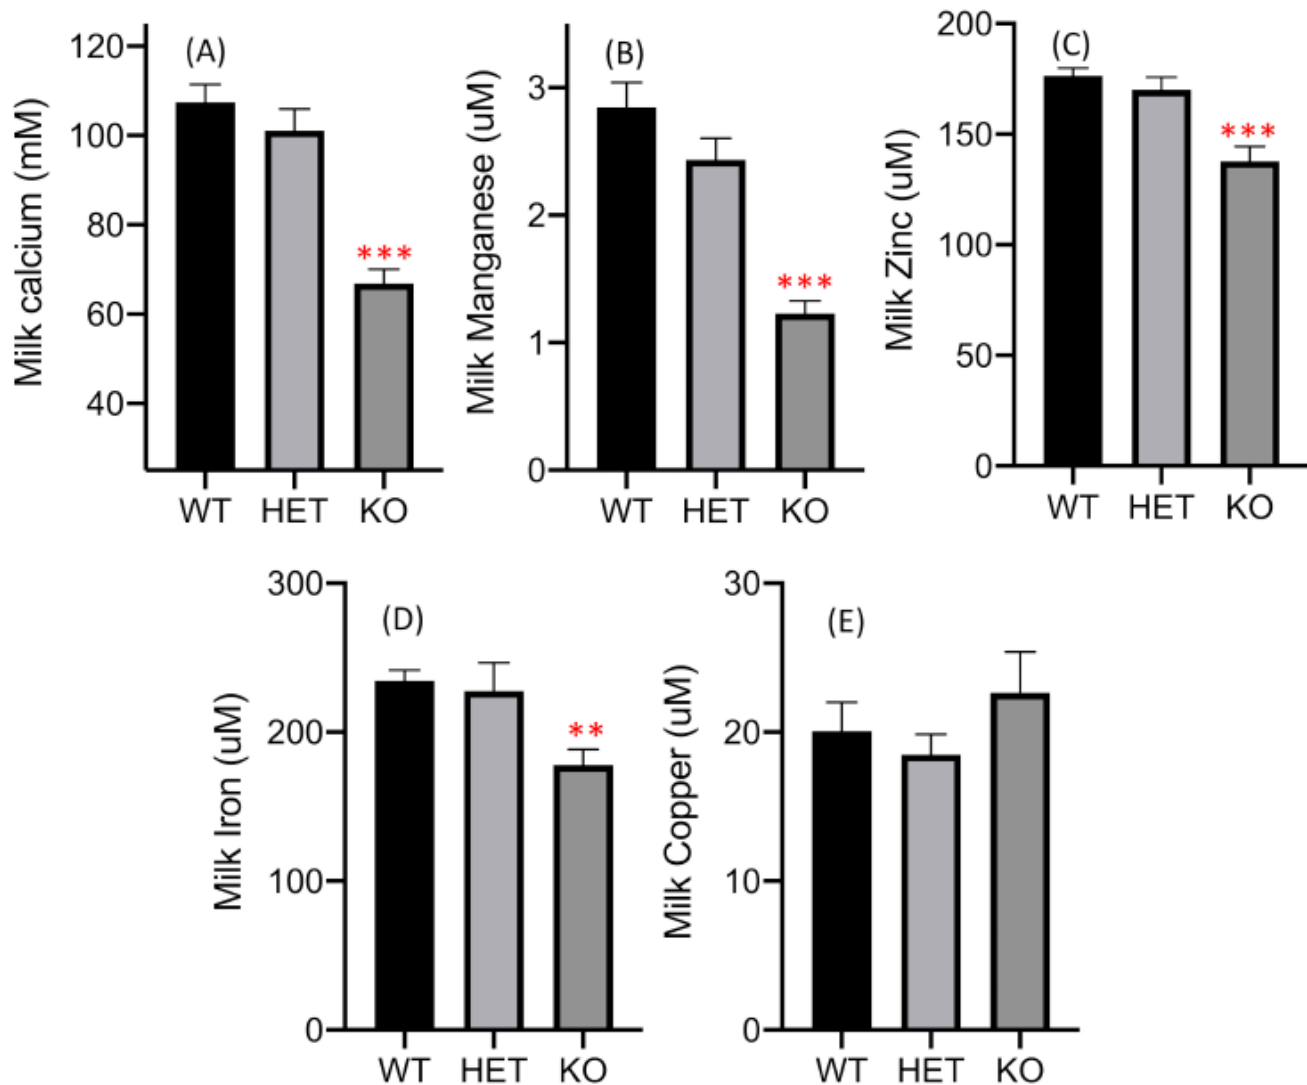 (A)
Milk calcium (mM)
120
100
80
60
40
***
WT HET KO
(B)
Milk Manganese (uM)
3
2
1
0
***
WT HET KO
(C)
Milk Zinc (uM)
200
150
100
50
0
***
WT HET KO
(D)
Milk Iron (uM)
300
200
100
0
**
WT HET KO
(E)
Milk Copper (uM)
30
20
10
0
WT HET KO